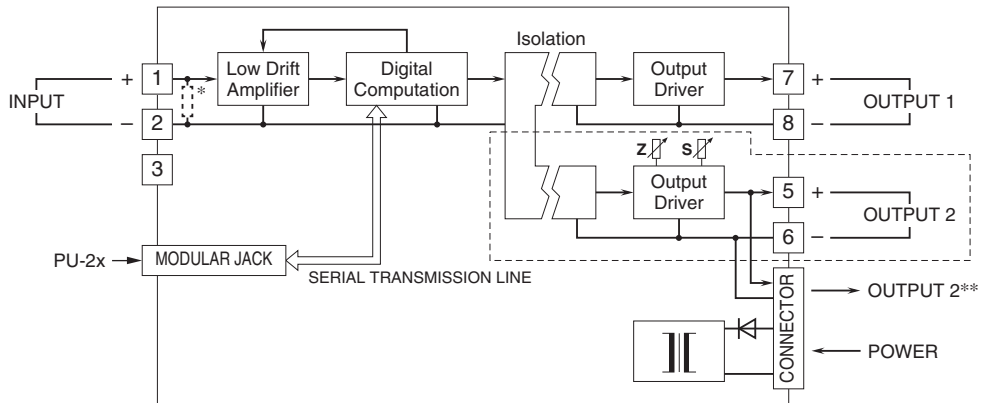 Isolation
Low Drift
Amplifier
Digital
Computation
Output
Driver
INPUT
+
1
*
−
2
3
7
+
8
−
OUTPUT 1
Z
S
Output
Driver
5
+
6
−
OUTPUT 2
PU-2x
MODULAR JACK
SERIAL TRANSMISSION LINE
CONNECTOR
OUTPUT 2**
POWER